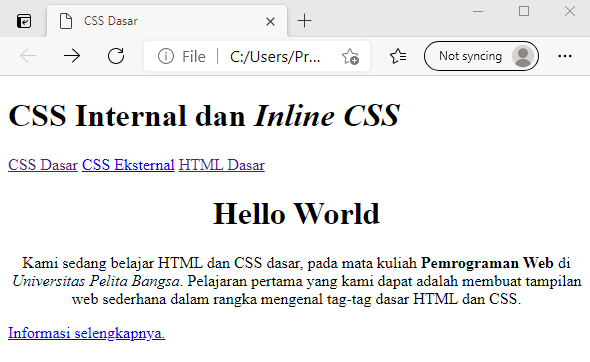 CSS Dasar
File | C:/Users/Pr... Not syncing
CSS Internal dan Inline CSS
CSS Dasar CSS Eksternal HTML Dasar
Hello World
Kami sedang belajar HTML dan CSS dasar, pada mata kuliah Pemrograman Web di
Universitas Pelita Bangsa. Pelajaran pertama yang kami dapat adalah membuat tampilan
web sederhana dalam rangka mengenal tag-tag dasar HTML dan CSS.
Informasi selengkapnya.